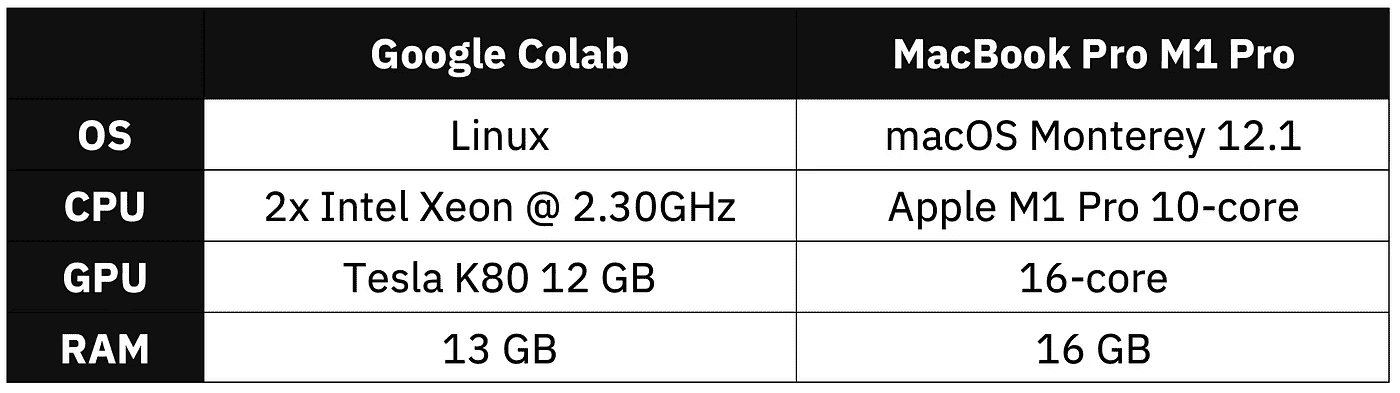 Google Colab MacBook Pro M1 Pro
OS Linux macOS Monterey 12.1
CPU 2x Intel Xeon @ 2.30GHz Apple M1 Pro 10-core
GPU Tesla K80 12 GB 16-core
RAM 13 GB 16 GB